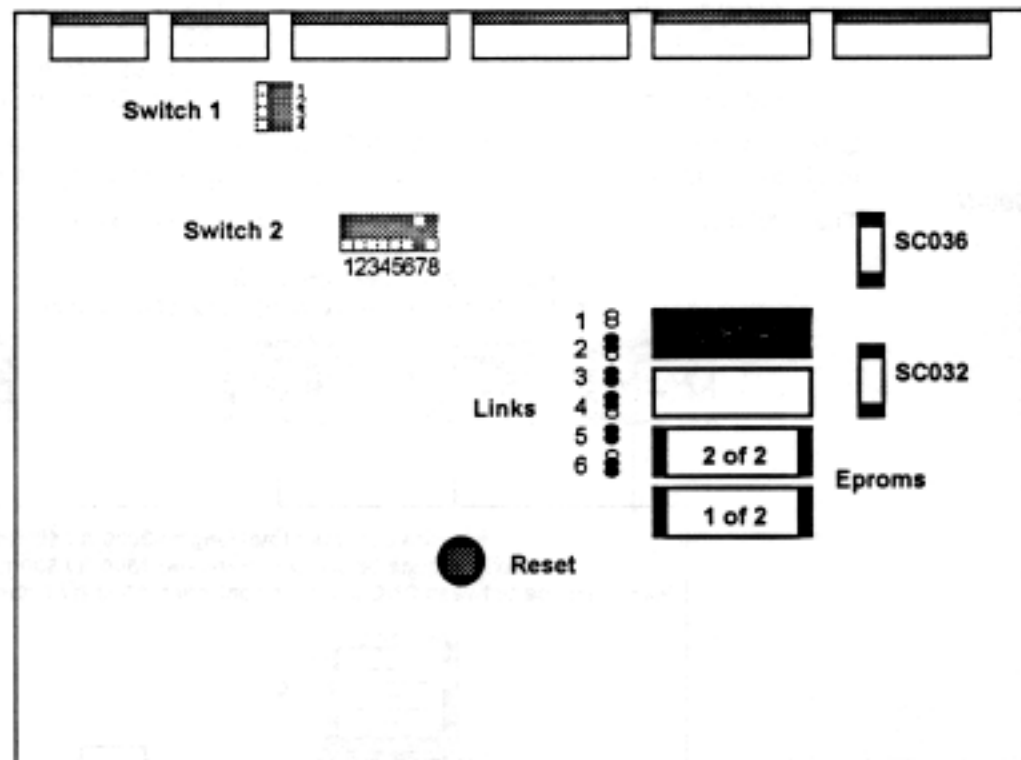 Switch 1
1
2
3
4
Switch 2
12345678
SC036
1
2
3
4
5
6
Links
SC032
2 of 2
1 of 2
Eproms
Reset